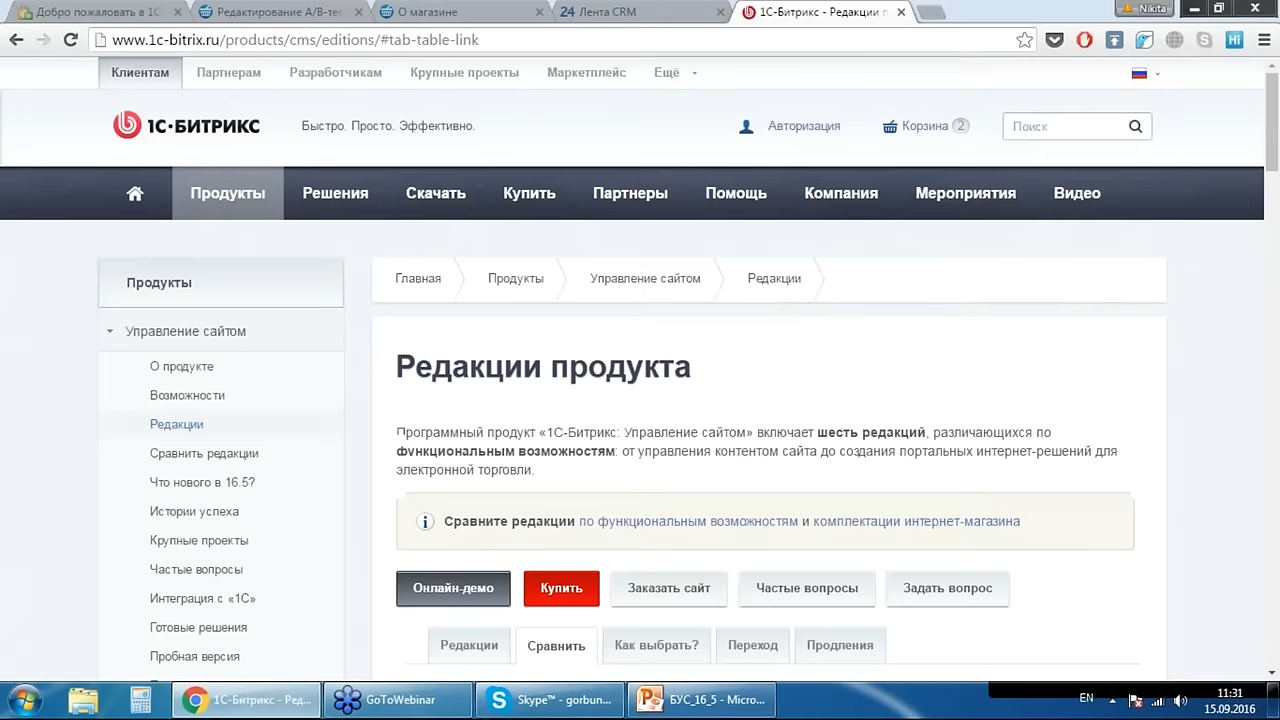 Добро пожаловать в 1С
Редактирование A/B-те
О магазине
24 Лента CRM
1С-Битрикс - Редакции п
Nikita
www.1c-bitrix.ru/products/cms/editions/#tab-table-link
Клиентам Партнерам Разработчикам Крупные проекты Маркетплейс Ещё
1С·БИТРИКС
Быстро. Просто. Эффективно.
Авторизация
Корзина 2
Поиск
Продукты Решения Скачать Купить Партнеры Помощь Компания Мероприятия Видео
Продукты
Управление сайтом
О продукте
Возможности
Редакции
Сравнить редакции
Что нового в 16.5?
Истории успеха
Крупные проекты
Частые вопросы
Интеграция с «1С»
Готовые решения
Пробная версия
Главная Продукты Управление сайтом Редакции
Редакции продукта
Программный продукт «1С-Битрикс: Управление сайтом» включает шесть редакций, различающихся по
функциональным возможностям: от управления контентом сайта до создания портальных интернет-решений для
электронной торговли.
Сравните редакции по функциональным возможностям и комплектации интернет-магазина
Онлайн-демо Купить Заказать сайт Частые вопросы Задать вопрос
Редакции Сравнить Как выбрать? Переход Продления
1С-Битрикс - Ред...
GoToWebinar
Skype™ - gorbun...
БУС_16_5 - Micro...
EN
11:31
15.09.2016